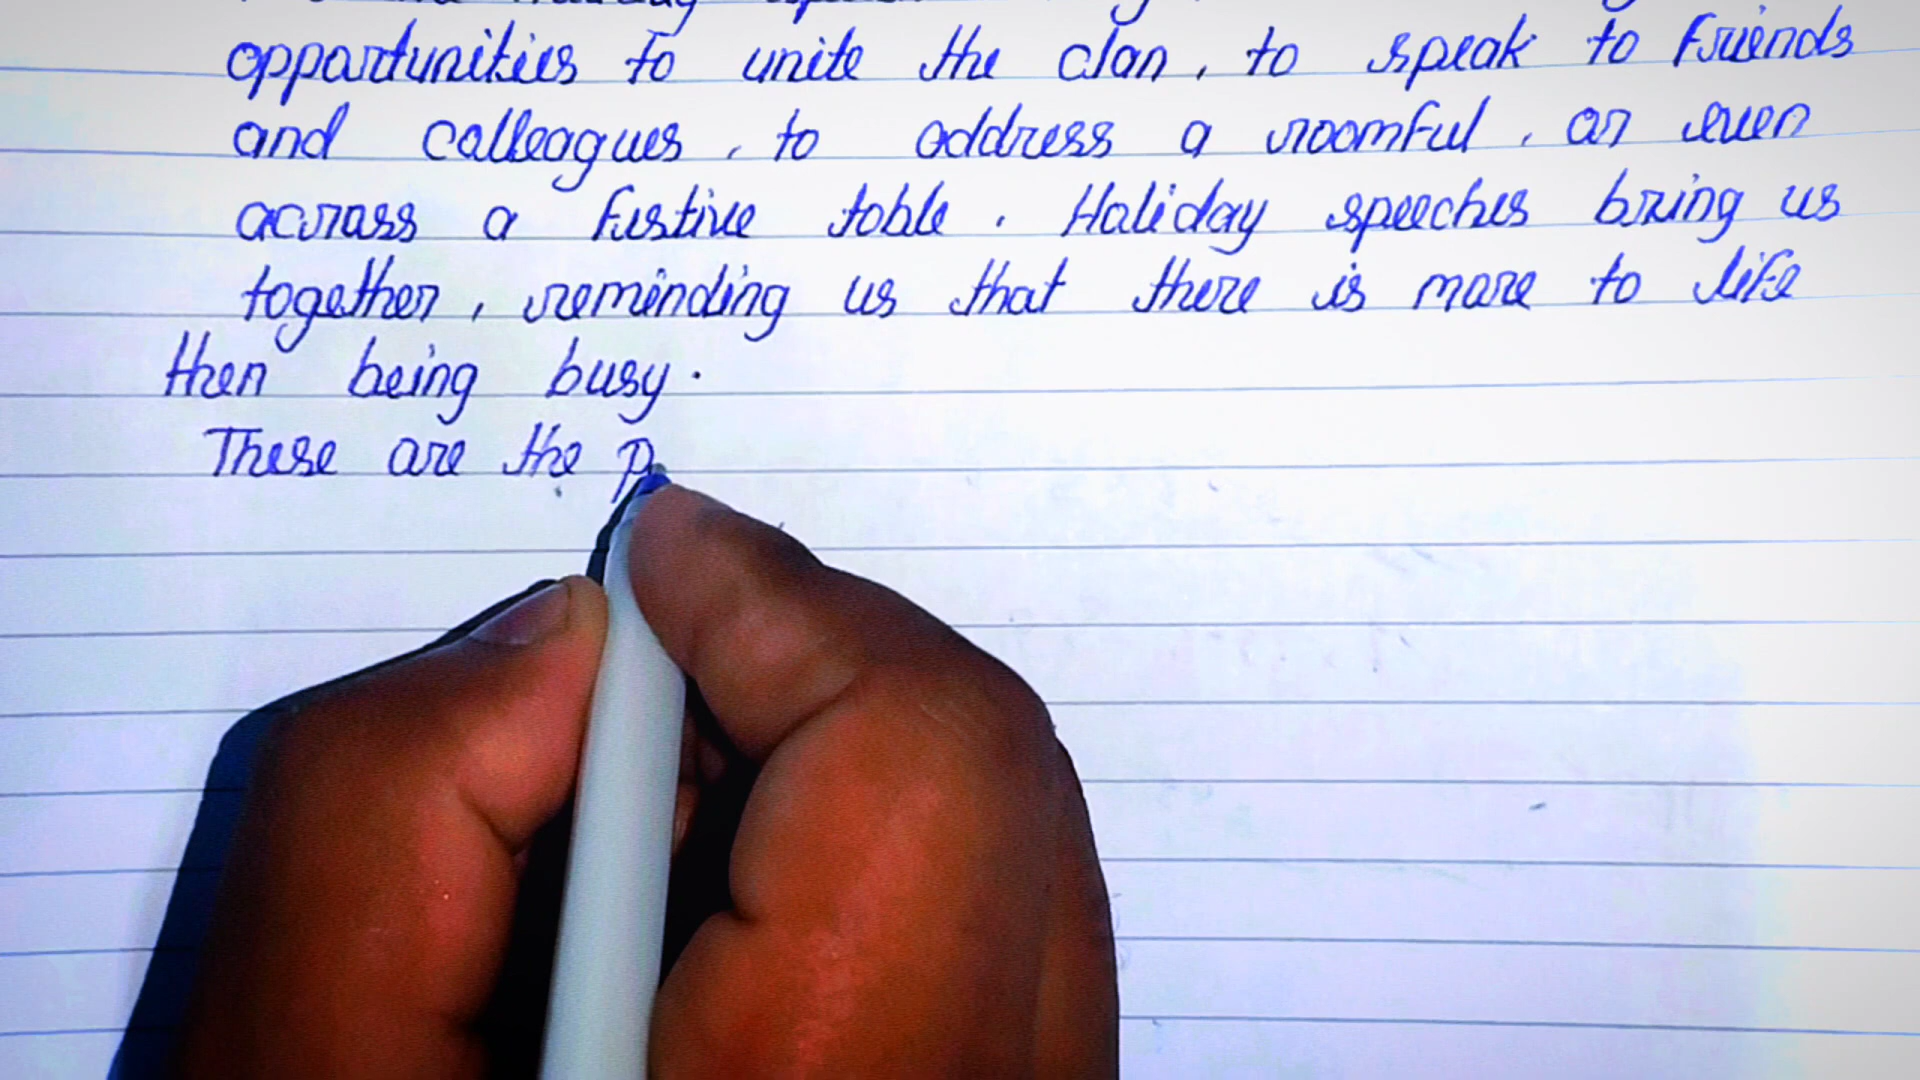 opportunities to unite the clan, to speak to friends
and colleagues, to address a roomful, or even
across a festive table. Holiday speeches bring us
together, reminding us that there is more to life
then being busy.
These are the p